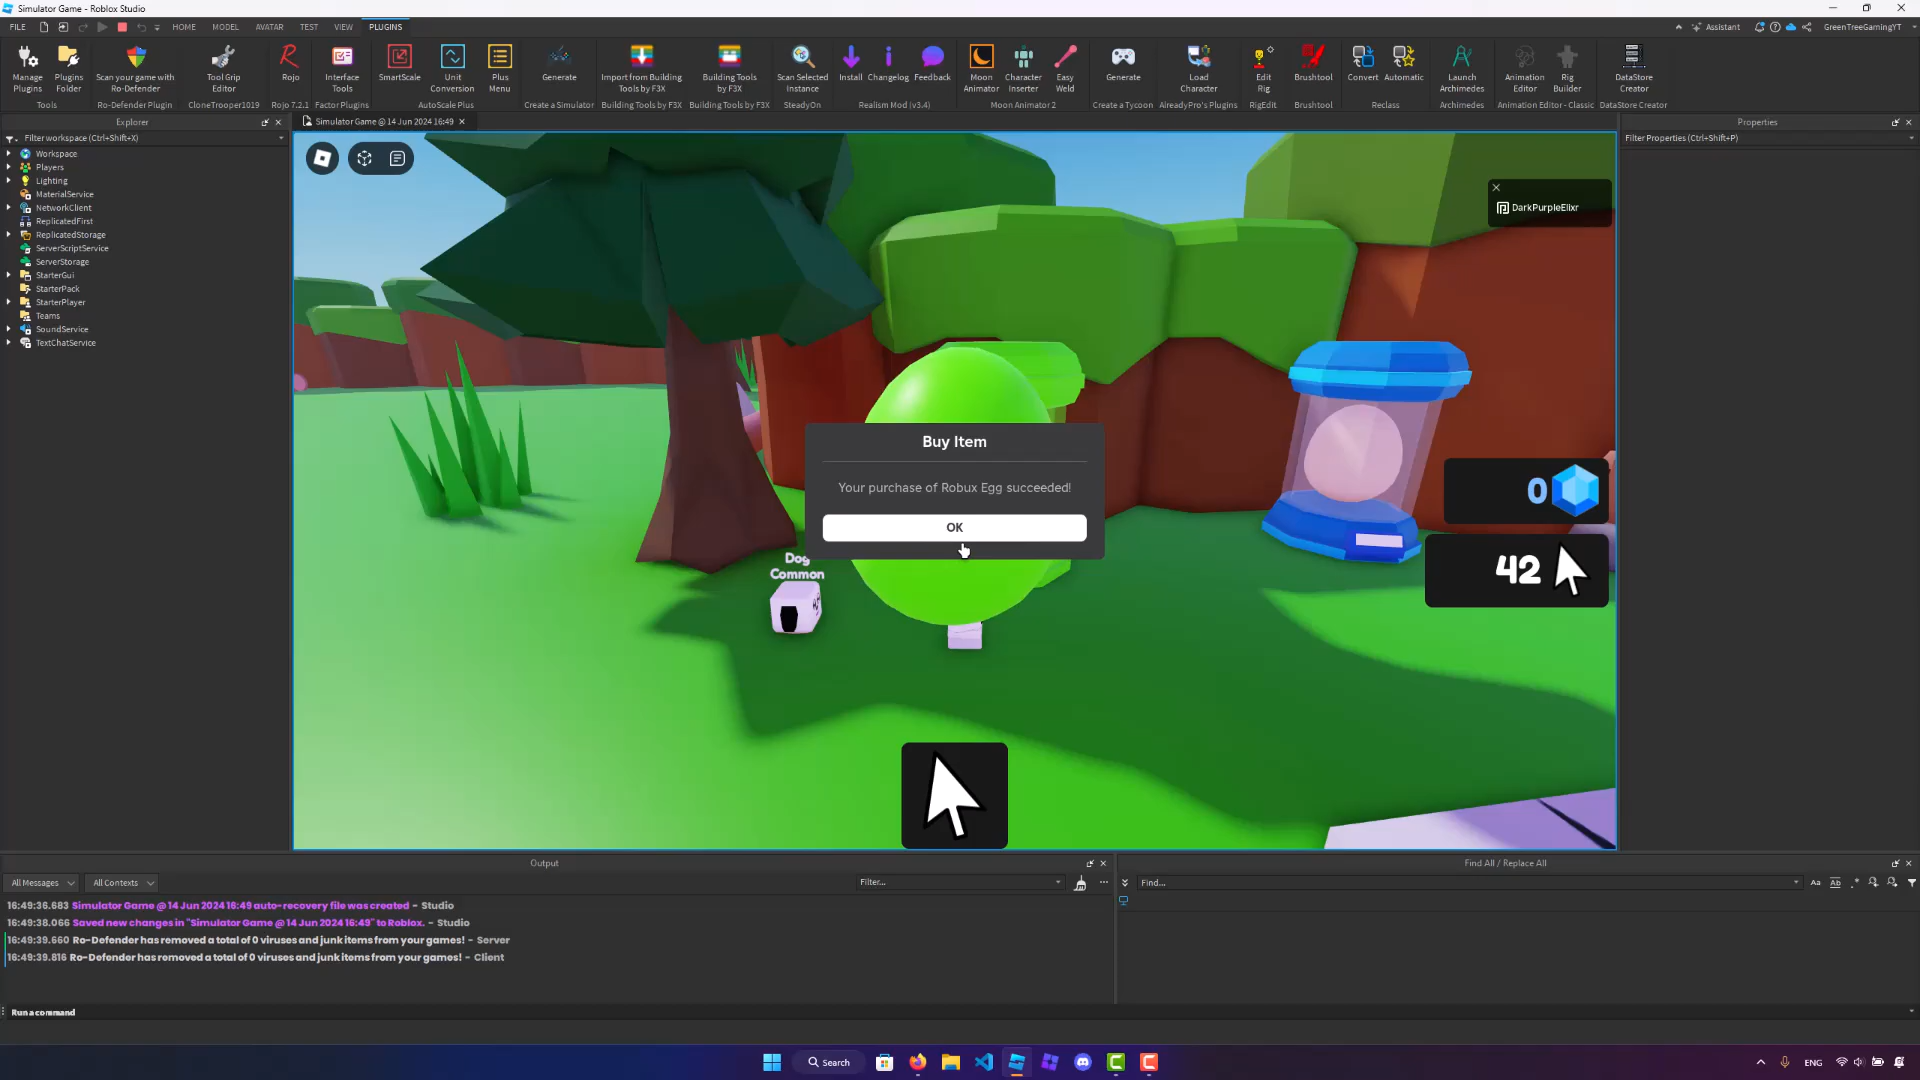 Simulator Game - Roblox Studio
FILE HOME MODEL AVATAR TEST VIEW PLUGINS Assistant GreenTreeGamingYT
Manage Plugins
Plugins Folder
Tools
Scan your game with Ro-Defender
Ro-Defender Plugin
Tool Grip Editor
CloneTrooper1019
Rojo
Rojo 7.2.1
Interface Tools
Factor Plugins
SmartScale
Unit Conversion
Plus Menu
AutoScale Plus
Generate
Create a Simulator
Import from Building Tools by F3X
Building Tools by F3X
Building Tools by F3X
Building Tools by F3X
Scan Selected Instance
SteadyOn
Install
Changelog
Feedback
Realism Mod (v3.4)
Moon Animator
Character Inserter
Easy Weld
Moon Animator 2
Generate
Create a Tycoon
Load Character
AlreadyPro's Plugins
Edit Rig
RigEdit
Brushtool
Brushtool
Convert
Automatic
Reclass
Launch Archimedes
Archimedes
Animation Editor
Rig Builder
Animation Editor - Classic
DataStore Creator
DataStore Creator
Explorer
Filter workspace (Ctrl+Shift+X)
Workspace
Players
Lighting
MaterialService
NetworkClient
ReplicatedFirst
ReplicatedStorage
ServerScriptService
ServerStorage
StarterGui
StarterPack
StarterPlayer
Teams
SoundService
TextChatService
Simulator Game @ 14 Jun 2024 16:49
Properties
Filter Properties (Ctrl+Shift+P)
DarkPurpleElixr
Buy Item
Your purchase of Robux Egg succeeded!
OK
0
42
Dog
Common
Output
All Messages All Contexts Filter...
16:49:36.683 Simulator Game @ 14 Jun 2024 16:49 auto-recovery file was created - Studio
16:49:38.066 Saved new changes in "Simulator Game @ 14 Jun 2024 16:49" to Roblox. - Studio
16:49:39.660 Ro-Defender has removed a total of 0 viruses and junk items from your games! - Server
16:49:39.816 Ro-Defender has removed a total of 0 viruses and junk items from your games! - Client
Find All / Replace All
Find...
Aa Ab .*
Run a command
Search
ENG